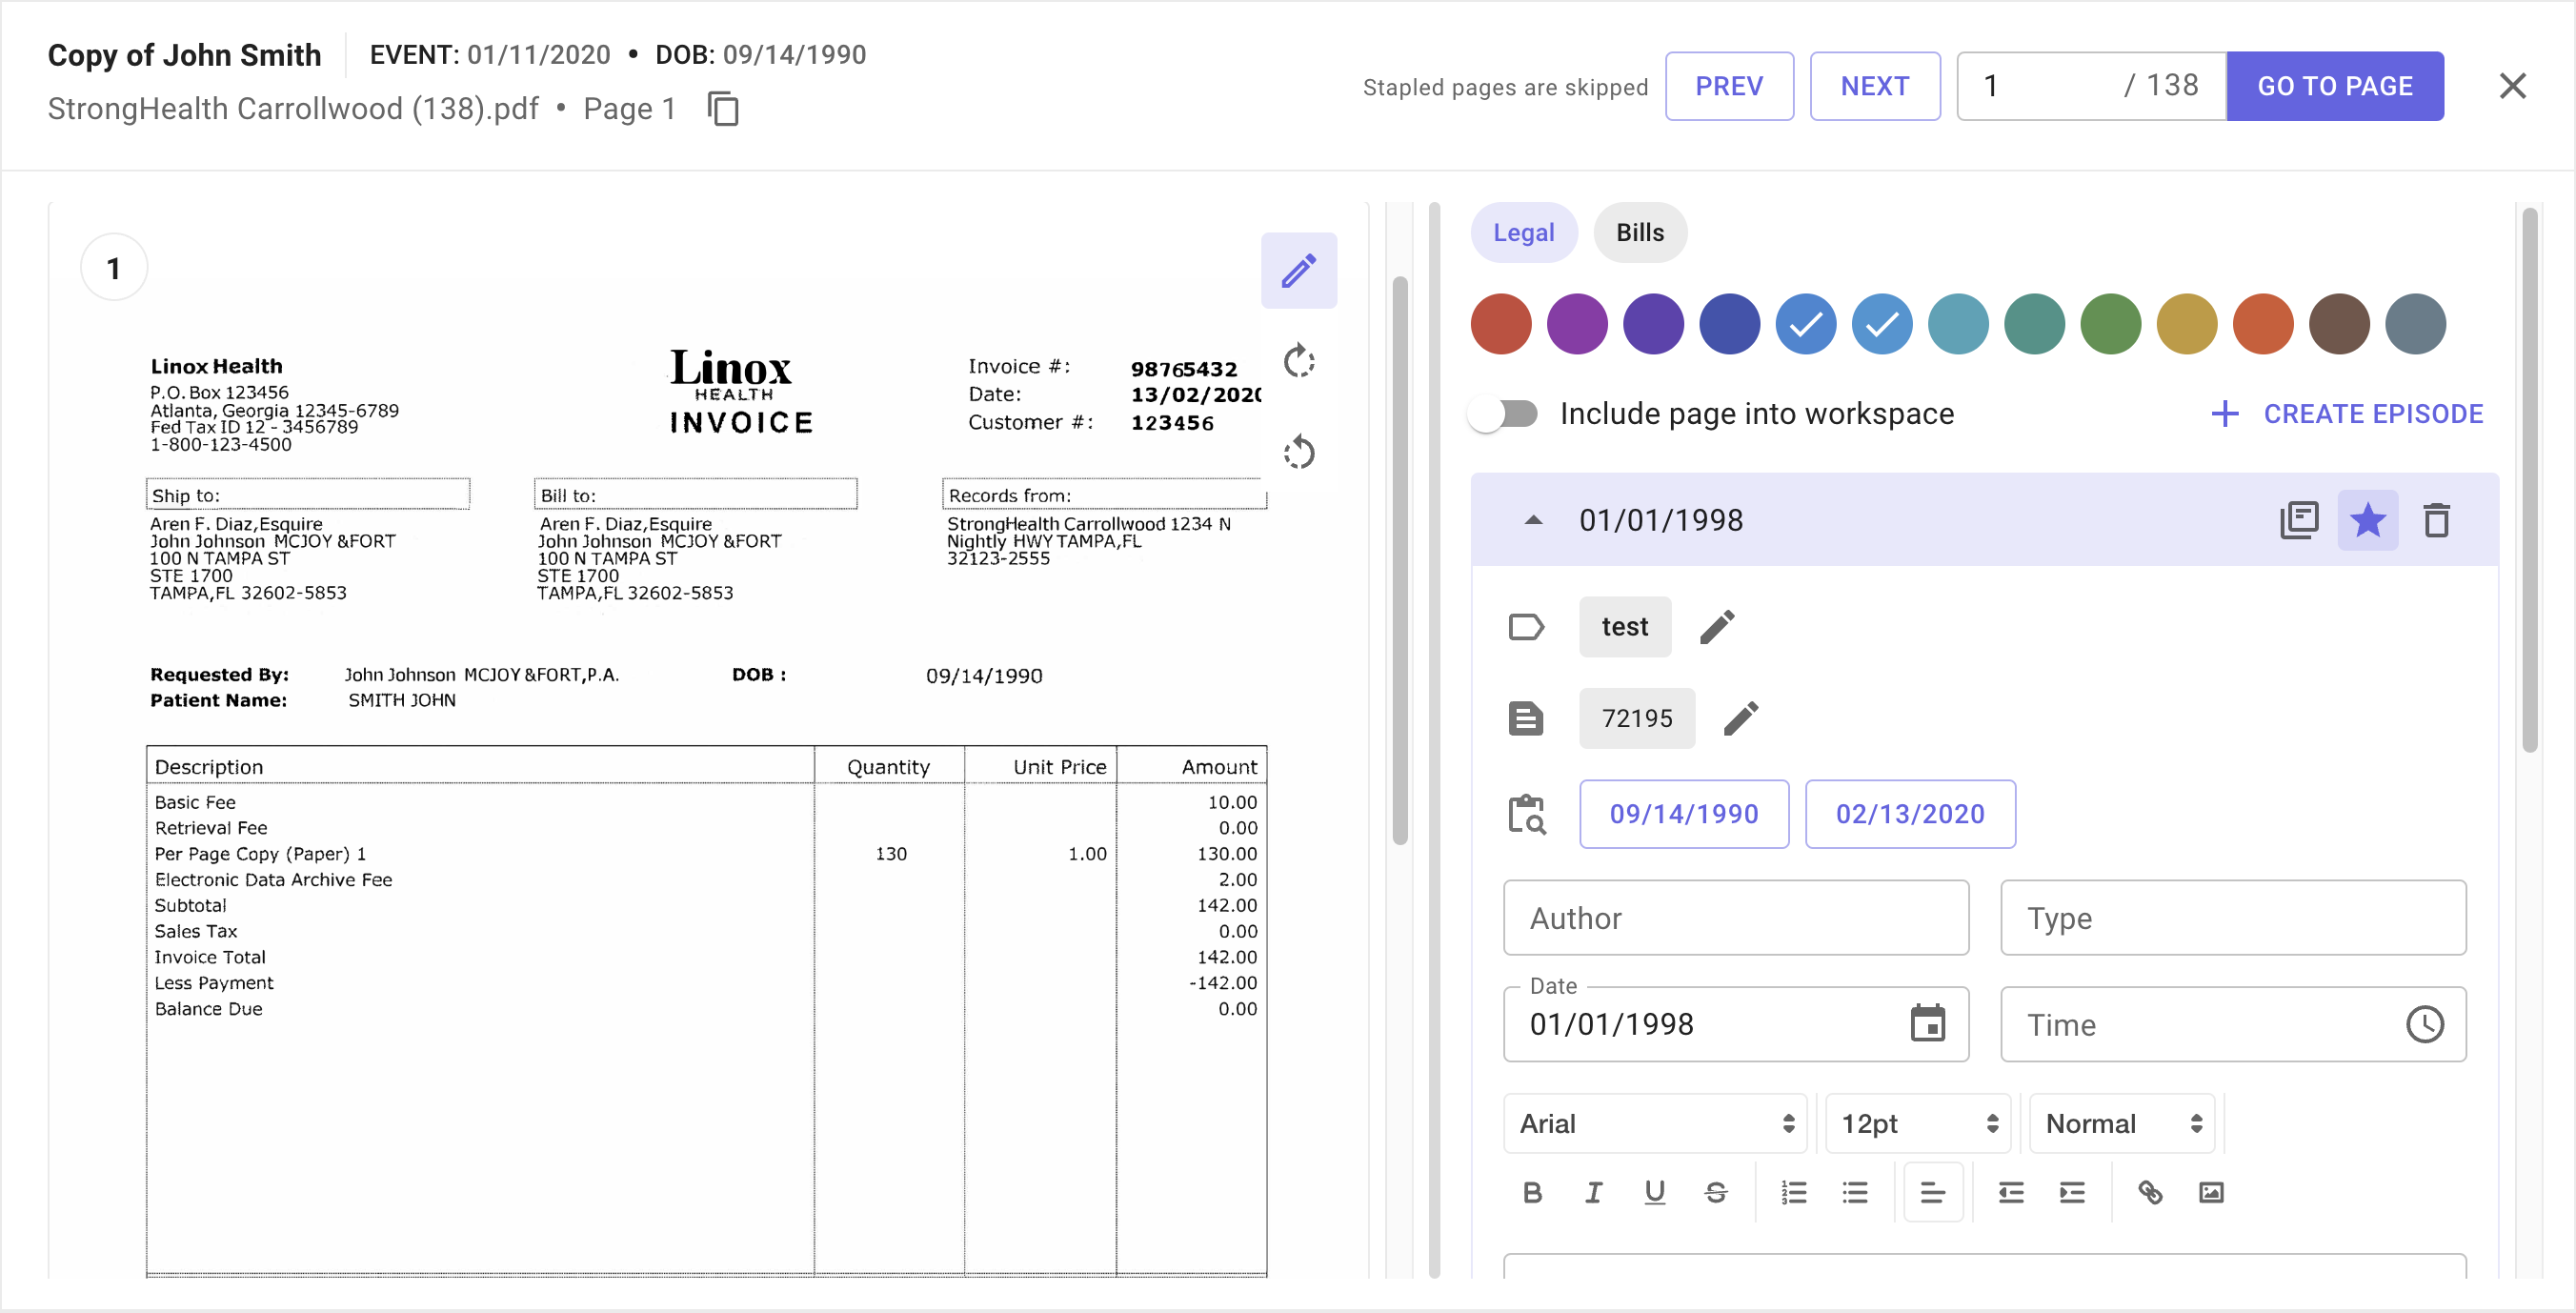 Copy of John Smith
EVENT: 01/11/2020 • DOB: 09/14/1990
StrongHealth Carrollwood (138).pdf • Page 1
Stapled pages are skipped
PREV
NEXT
1 / 138
GO TO PAGE
1
Linox Health
P.O. Box 123456
Atlanta, Georgia 12345-6789
Fed Tax ID 12 - 3456789
1-800-123-4500
Linox
HEALTH
INVOICE
Invoice #: 98765432
Date: 13/02/2020
Customer #: 123456
Ship to:
Aren F. Diaz,Esquire
John Johnson MCJOY &FORT
100 N TAMPA ST
STE 1700
TAMPA,FL 32602-5853
Bill to:
Aren F. Diaz,Esquire
John Johnson MCJOY &FORT
100 N TAMPA ST
STE 1700
TAMPA,FL 32602-5853
Records from:
StrongHealth Carrollwood 1234 N
Nightly HWY TAMPA,FL
32123-2555
Requested By: John Johnson MCJOY &FORT,P.A. DOB : 09/14/1990
Patient Name: SMITH JOHN
Description Quantity Unit Price Amount
Basic Fee 10.00
Retrieval Fee 0.00
Per Page Copy (Paper) 1 130 1.00 130.00
Electronic Data Archive Fee 2.00
Subtotal 142.00
Sales Tax 0.00
Invoice Total 142.00
Less Payment -142.00
Balance Due 0.00
Legal
Bills
Include page into workspace
+ CREATE EPISODE
01/01/1998
test
72195
09/14/1990
02/13/2020
Author
Type
Date
01/01/1998
Time
Arial
12pt
Normal
B I U S